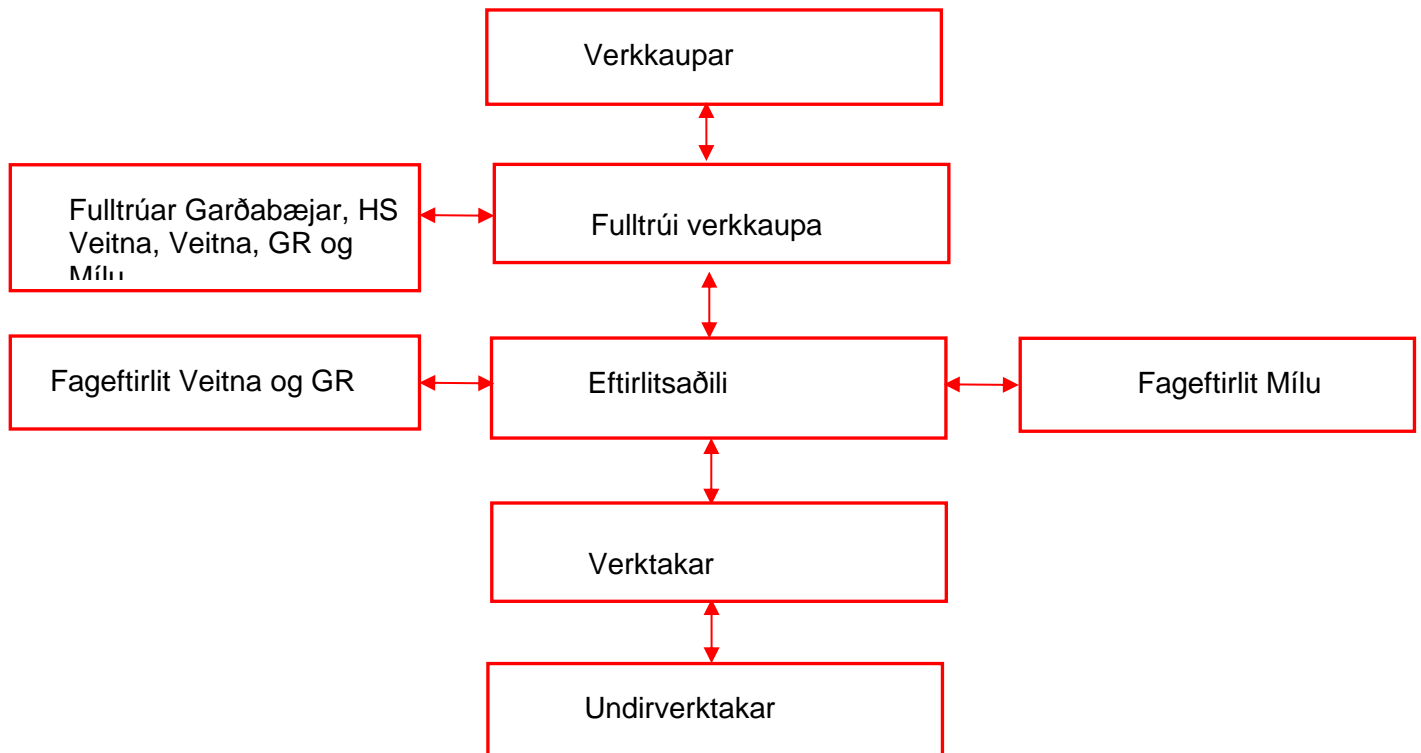 Verkkaupar
Fulltrúar Garðabæjar, HS
Veitna, Veitna, GR og
Mílu
Fulltrúi verkkaupa
Fageftirlit Veitna og GR
Eftirlitsaðili
Fageftirlit Mílu
Verktakar
Undirverktakar